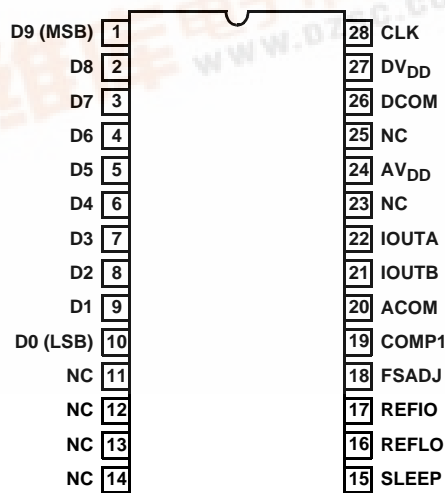 D9 (MSB) 1 28 CLK
D8 2 27 DVDD
D7 3 26 DCOM
D6 4 25 NC
D5 5 24 AVDD
D4 6 23 NC
D3 7 22 IOUTA
D2 8 21 IOUTB
D1 9 20 ACOM
D0 (LSB) 10 19 COMP1
NC 11 18 FSADJ
NC 12 17 REFIO
NC 13 16 REFLO
NC 14 15 SLEEP